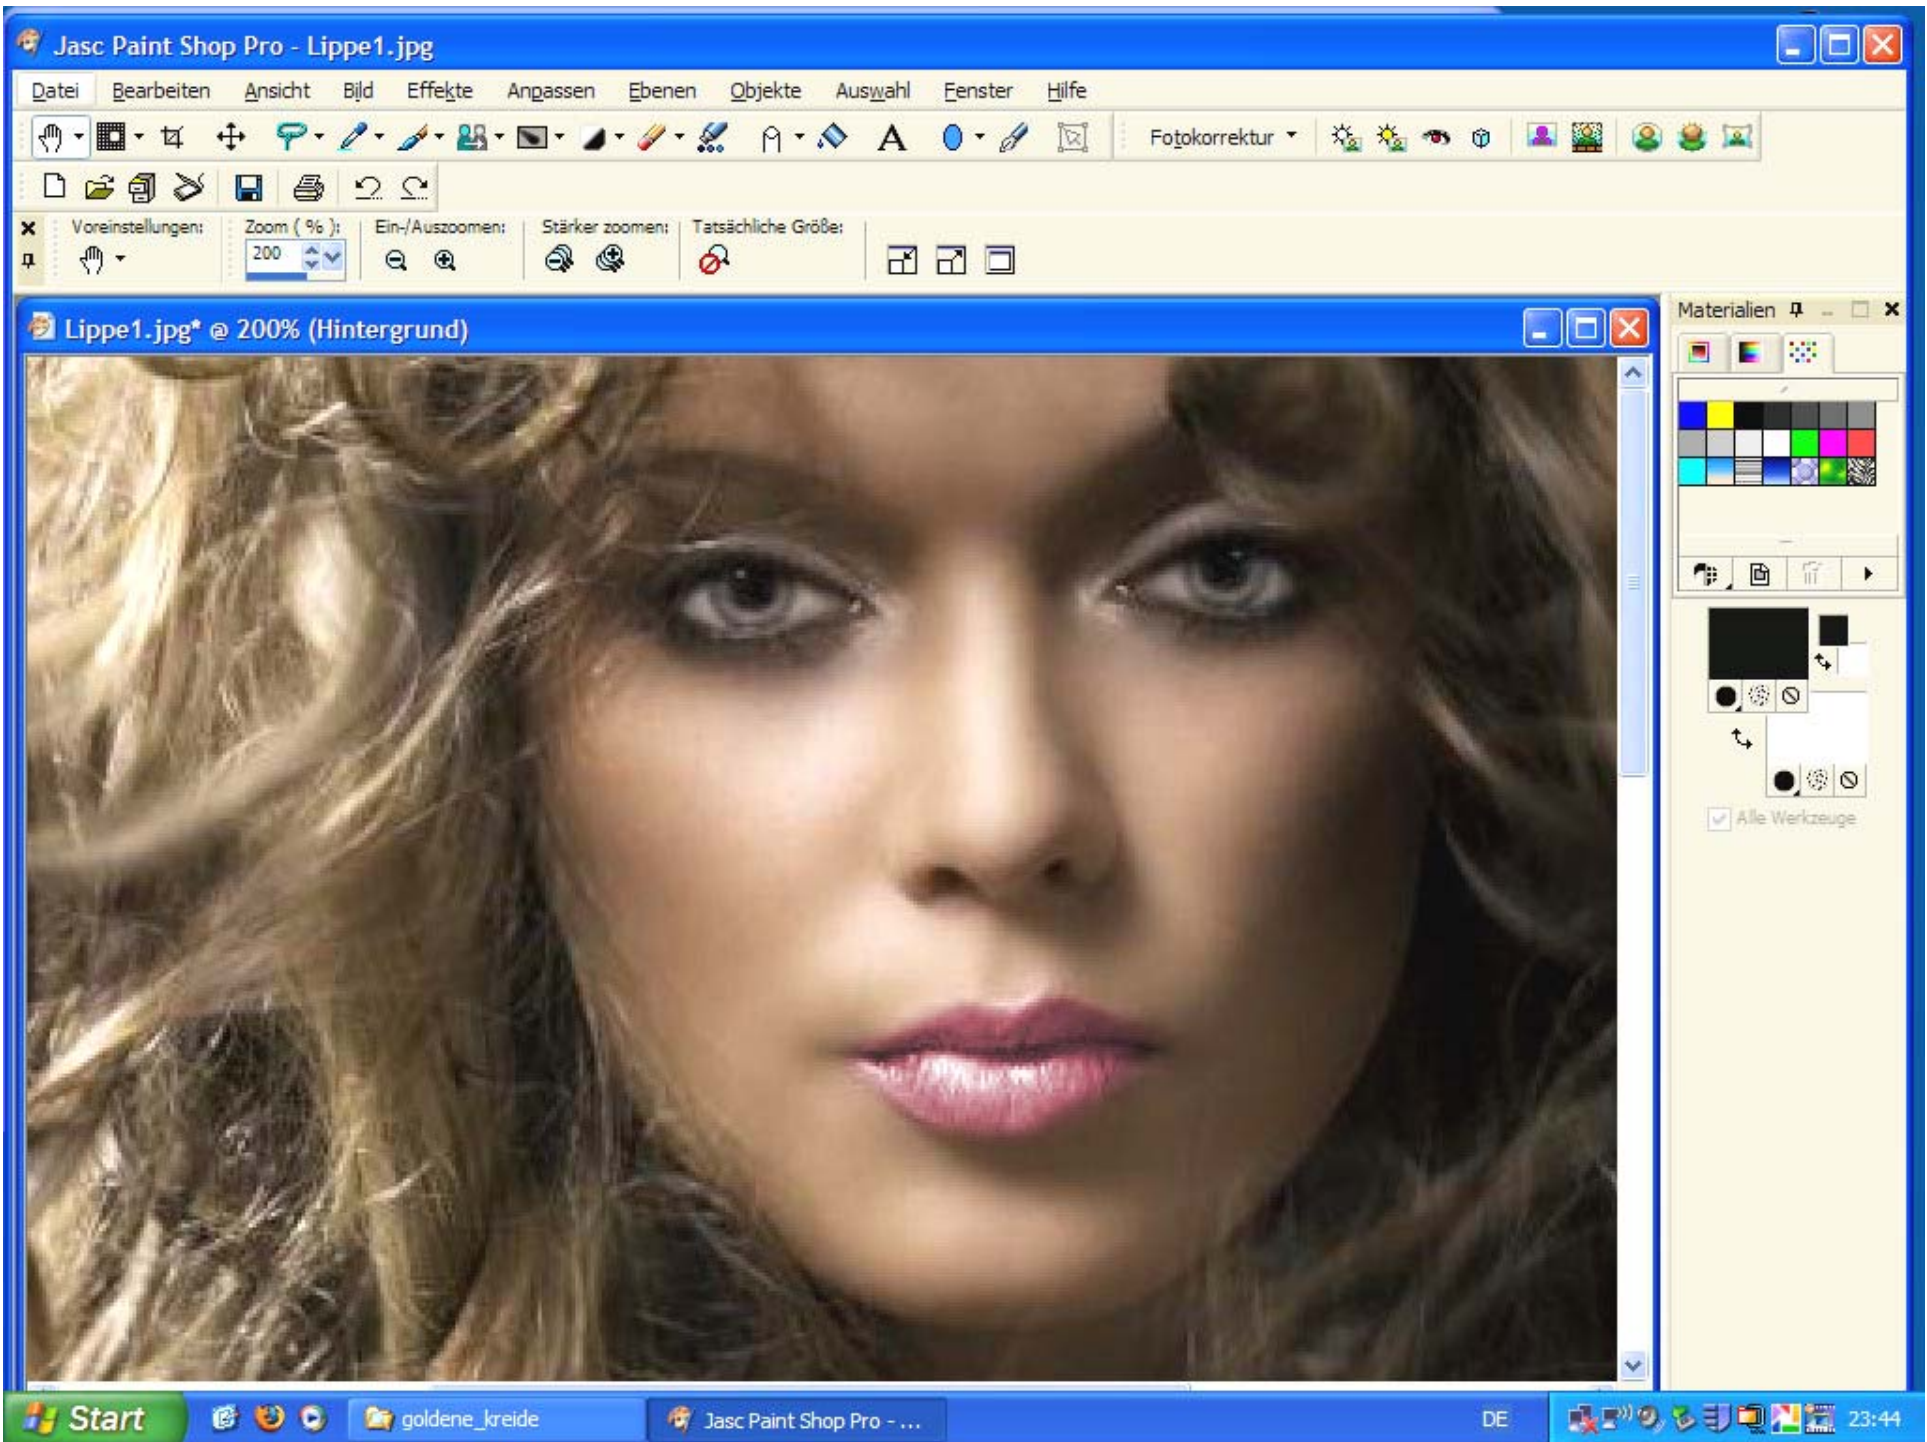 Jasc Paint Shop Pro - Lippe1.jpg
Datei Bearbeiten Ansicht Bild Effekte Anpassen Ebenen Objekte Auswahl Fenster Hilfe
A Fotokorrektur
Voreinstellungen: Zoom ( % ): Ein-/Auszoomen: Stärker zoomen: Tatsächliche Größe:
200
Lippe1.jpg* @ 200% (Hintergrund)
Materialien
Alle Werkzeuge
Start goldene_kreide Jasc Paint Shop Pro - ... DE 23:44